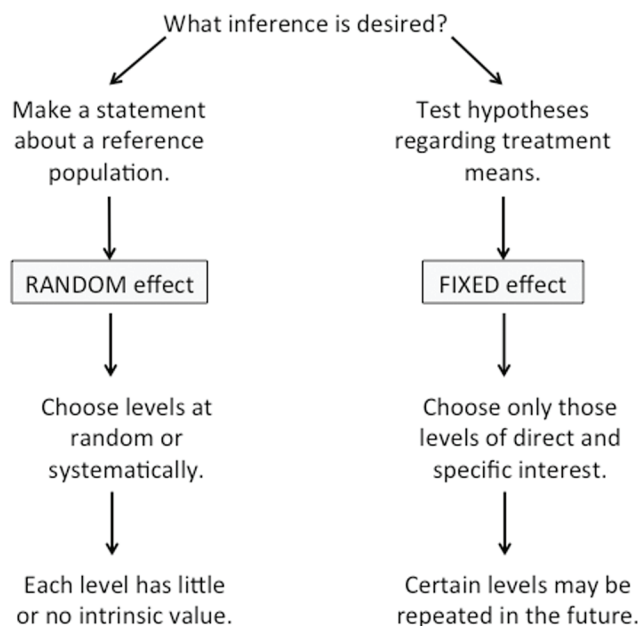 What inference is desired?
Make a statement
about a reference
population.
RANDOM effect
Choose levels at
random or
systematically.
Each level has little
or no intrinsic value.
Test hypotheses
regarding treatment
means.
FIXED effect
Choose only those
levels of direct and
specific interest.
Certain levels may be
repeated in the future.